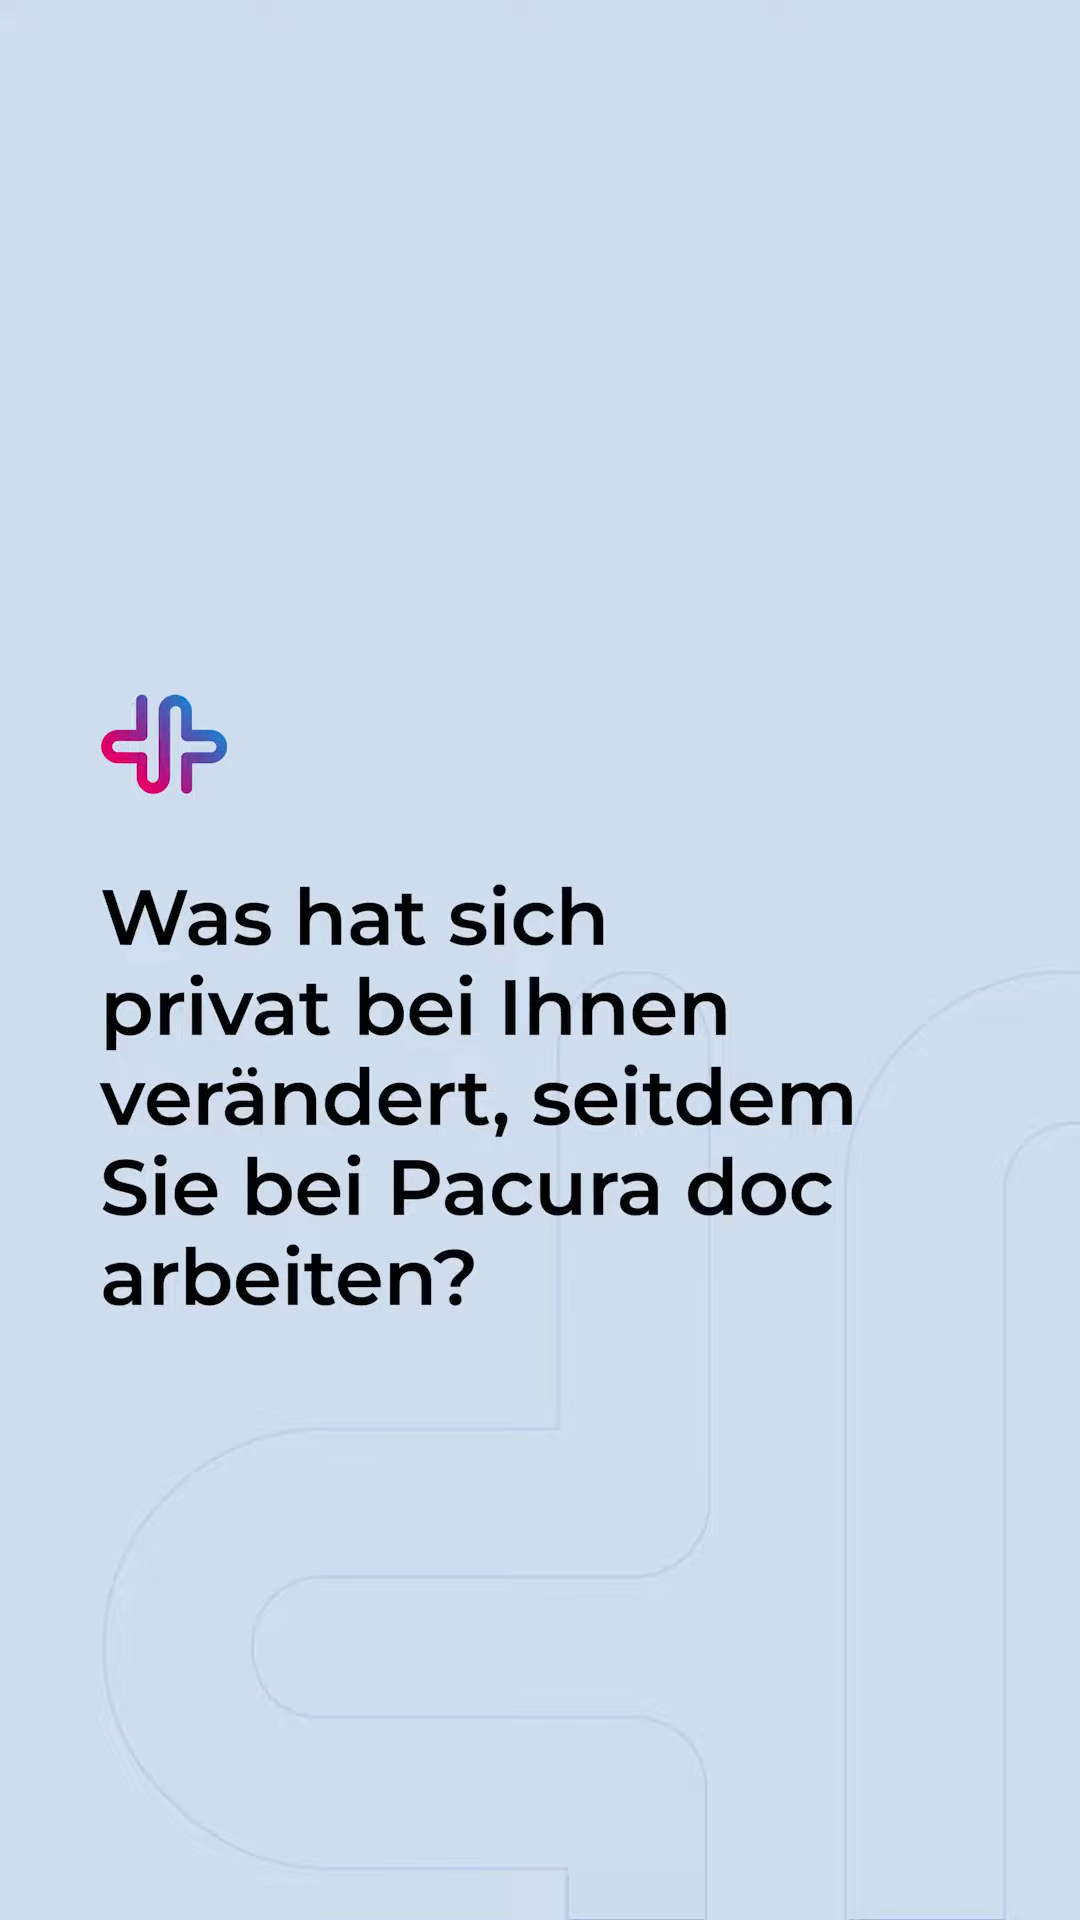 Was hat sich
privat bei Ihnen
verändert, seitdem
Sie bei Pacura doc
arbeiten?